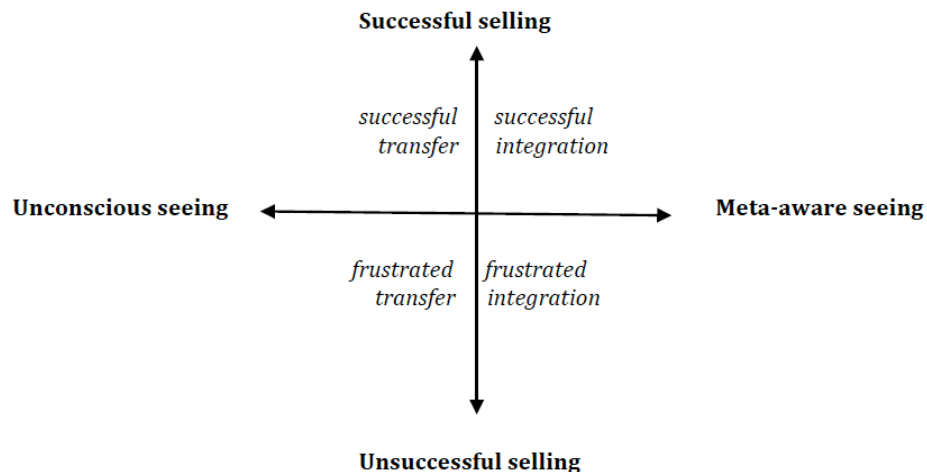 Successful selling
successful successful
transfer integration
Unconscious seeing Meta-aware seeing
frustrated frustrated
transfer integration
Unsuccessful selling